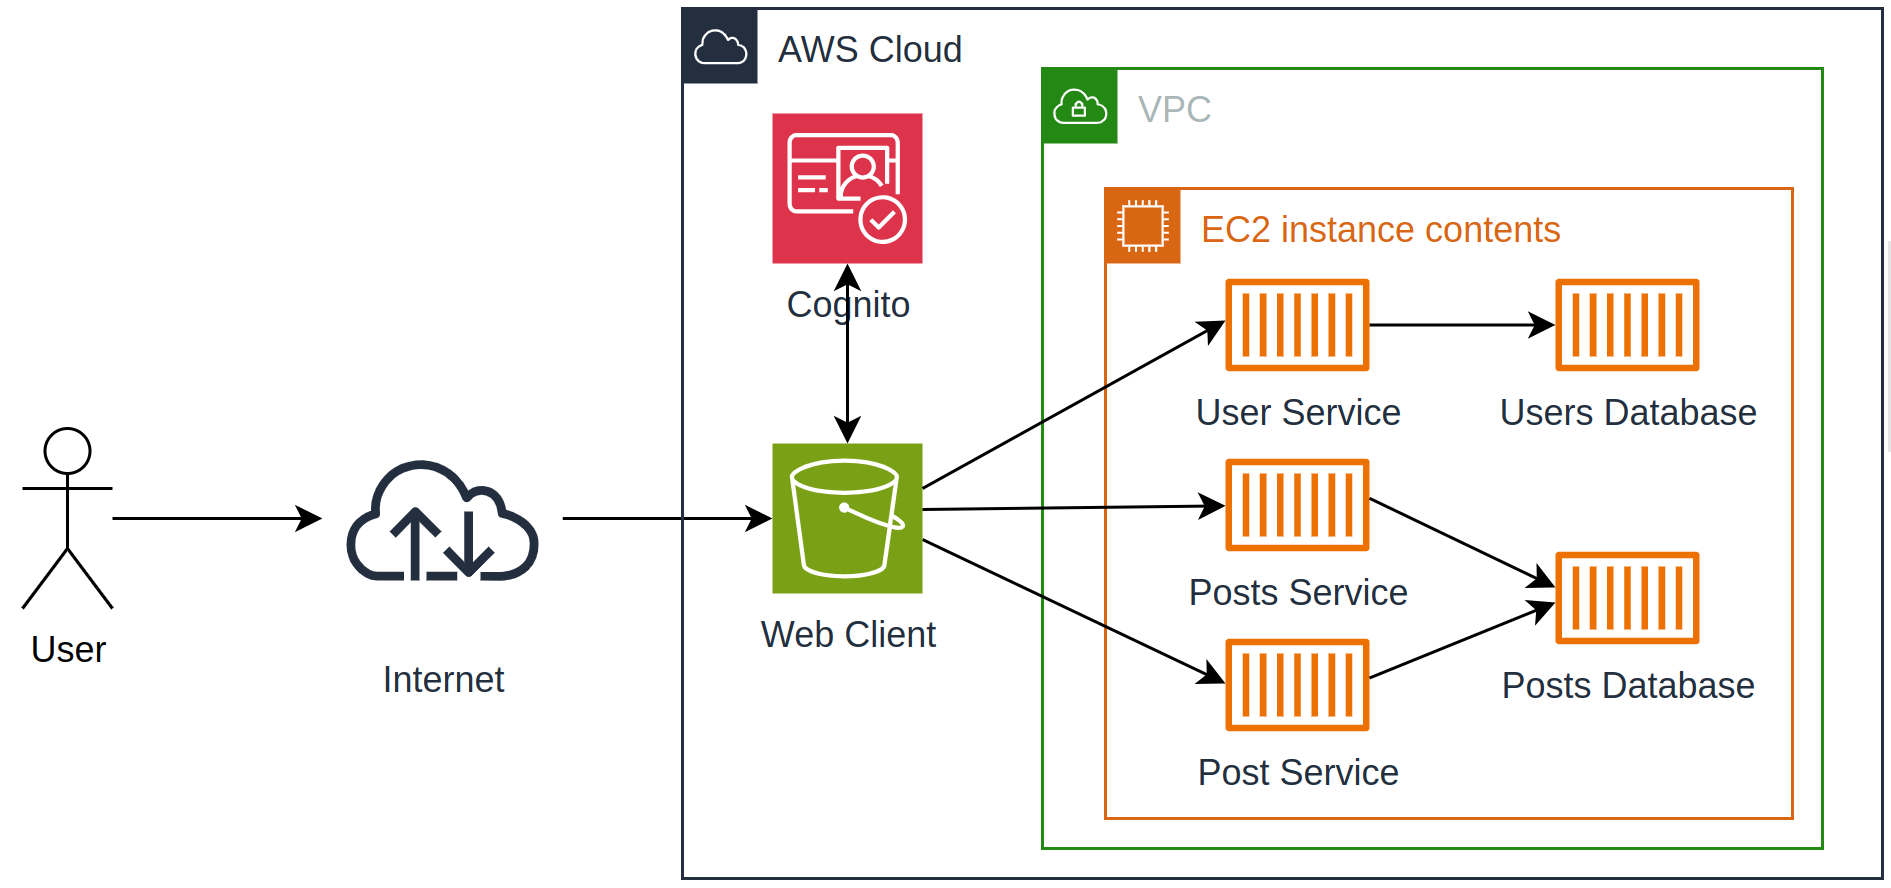 AWS Cloud
VPC
EC2 instance contents
Cognito
User Service
Users Database
Posts Service
Web Client
User
Internet
Posts Database
Post Service